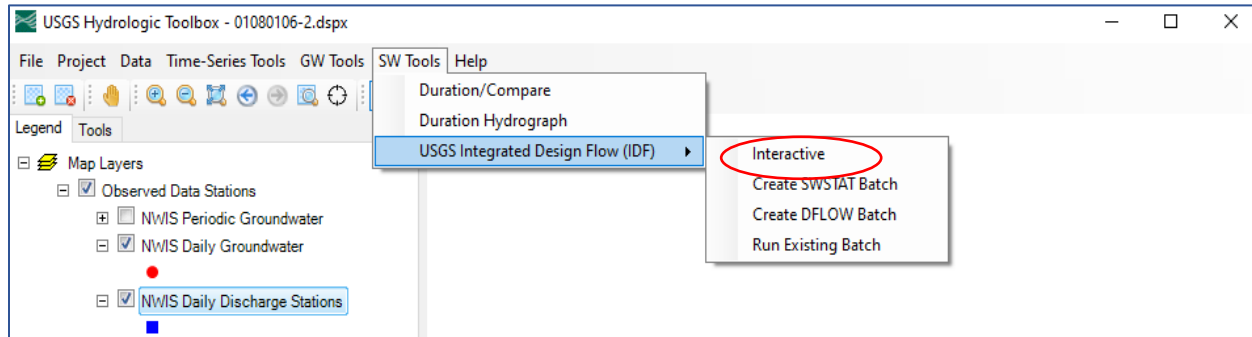 USGS Hydrologic Toolbox - 01080106-2.dspx
File Project Data Time-Series Tools GW Tools SW Tools Help
Duration/Compare
Duration Hydrograph
USGS Integrated Design Flow (IDF)
Interactive
Create SWSTAT Batch
Create DFLOW Batch
Run Existing Batch
Legend Tools
Map Layers
Observed Data Stations
NWIS Periodic Groundwater
NWIS Daily Groundwater
NWIS Daily Discharge Stations